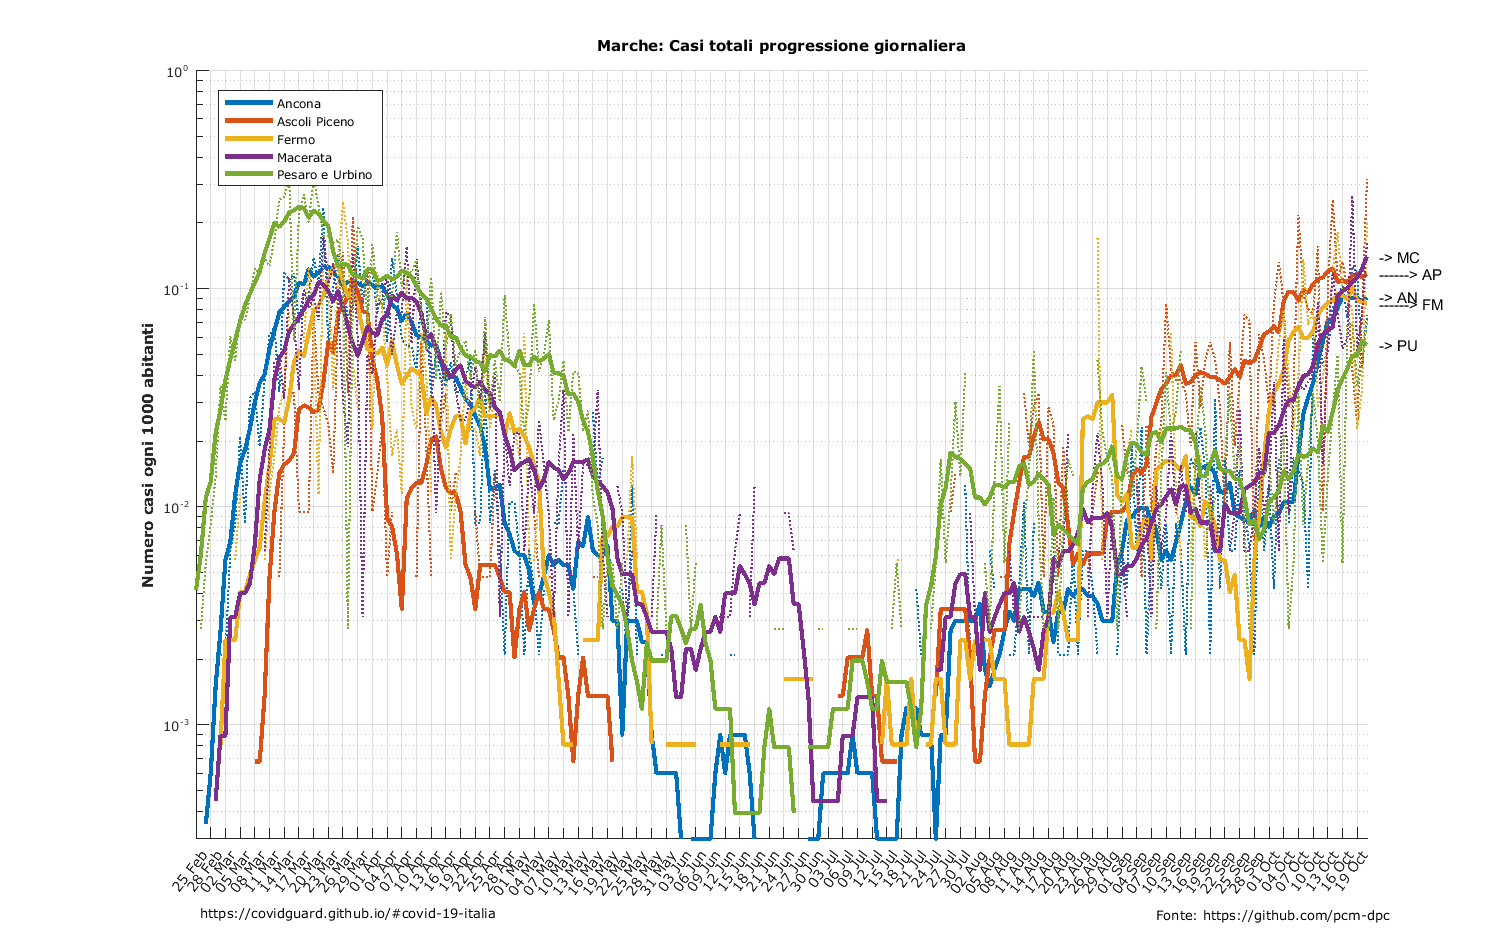 Marche: Casi totali progressione giornaliera
Numero casi ogni 1000 abitanti
10⁰
10⁻¹
10⁻²
10⁻³
Ancona
Ascoli Piceno
Fermo
Macerata
Pesaro e Urbino
-> MC
------> AP
-> AN
------> FM
-> PU
25 Feb
28 Feb
02 Mar
05 Mar
08 Mar
11 Mar
14 Mar
17 Mar
20 Mar
23 Mar
26 Mar
29 Mar
01 Apr
04 Apr
07 Apr
10 Apr
13 Apr
16 Apr
19 Apr
22 Apr
25 Apr
28 Apr
01 May
04 May
07 May
10 May
13 May
16 May
19 May
22 May
25 May
28 May
31 May
03 Jun
06 Jun
09 Jun
12 Jun
15 Jun
18 Jun
21 Jun
24 Jun
27 Jun
30 Jun
03 Jul
06 Jul
09 Jul
12 Jul
15 Jul
18 Jul
21 Jul
24 Jul
27 Jul
30 Jul
02 Aug
05 Aug
08 Aug
11 Aug
14 Aug
17 Aug
20 Aug
23 Aug
26 Aug
29 Aug
01 Sep
04 Sep
07 Sep
10 Sep
13 Sep
16 Sep
19 Sep
22 Sep
25 Sep
28 Sep
01 Oct
04 Oct
07 Oct
10 Oct
13 Oct
16 Oct
19 Oct
https://covidguard.github.io/#covid-19-italia
Fonte: https://github.com/pcm-dpc